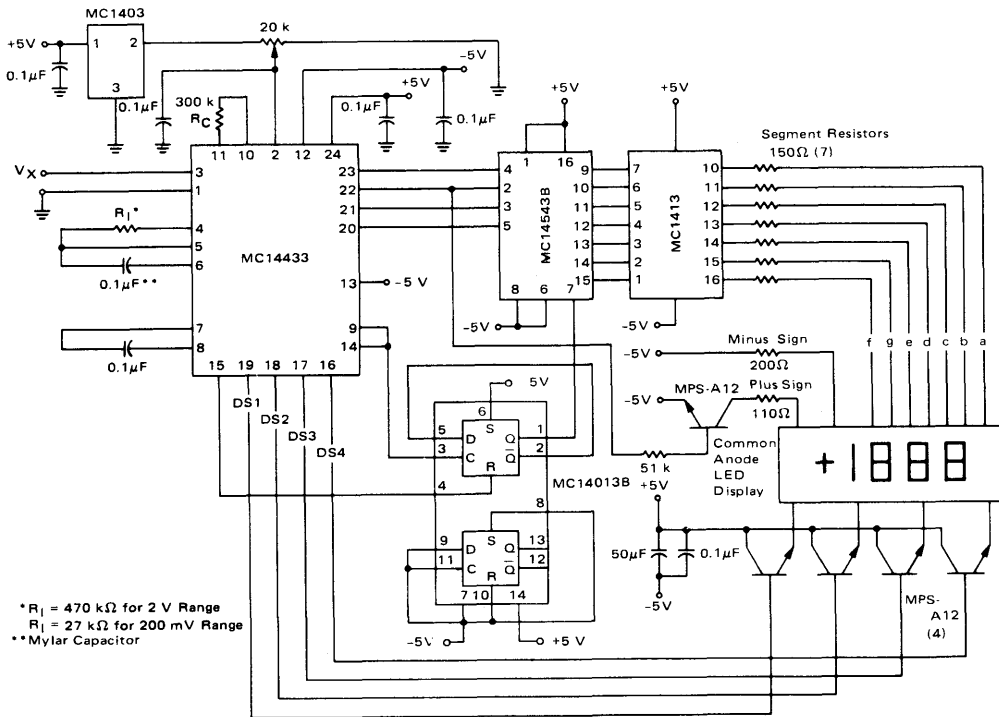 MC1403
+5V
1
2
3
0.1µF
20 k
-5V
+5V
0.1µF
0.1µF
0.1µF
300 k
R_C
11 10 2 12 24
V_X
3
1
R_I*
4
5
6
0.1µF**
7
8
0.1µF
MC14433
23
22
21
20
13
-5V
9
14
15 19 18 17 16
DS1
DS2
DS3
DS4
+5V
1 16
4
2
3
5
MC14543B
9
10
11
12
13
14
15
8 6 7
-5V
+5V
7
6
5
4
3
2
1
MC1413
10
11
12
13
14
15
16
-5V
Segment Resistors
150Ω (7)
f g e d c b a
-5V
Minus Sign
200Ω
MPS-A12
Plus Sign
-5V
110Ω
51 k
Common
Anode
LED
Display
+1888
5V
6
S
5 D Q 1
3 C Q̅ 2
R
4
MC14013B
8
S
9 D Q 13
11 C Q̅ 12
R
7 10 14
-5V
+5 V
+5V
50µF
0.1µF
-5V
MPS-
A12
(4)
*R_I = 470 kΩ for 2 V Range
R_I = 27 kΩ for 200 mV Range
**Mylar Capacitor